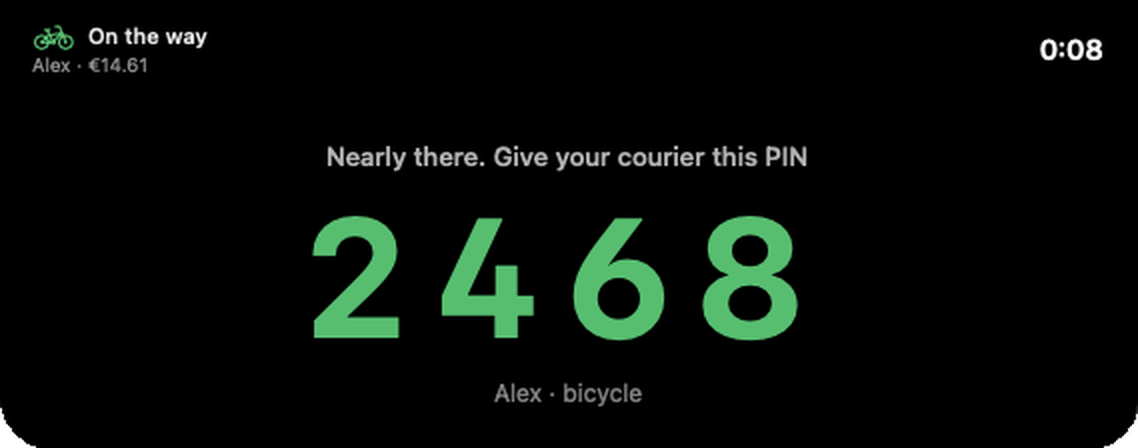 On the way
Alex · €14.61
0:08
Nearly there. Give your courier this PIN
2468
Alex · bicycle